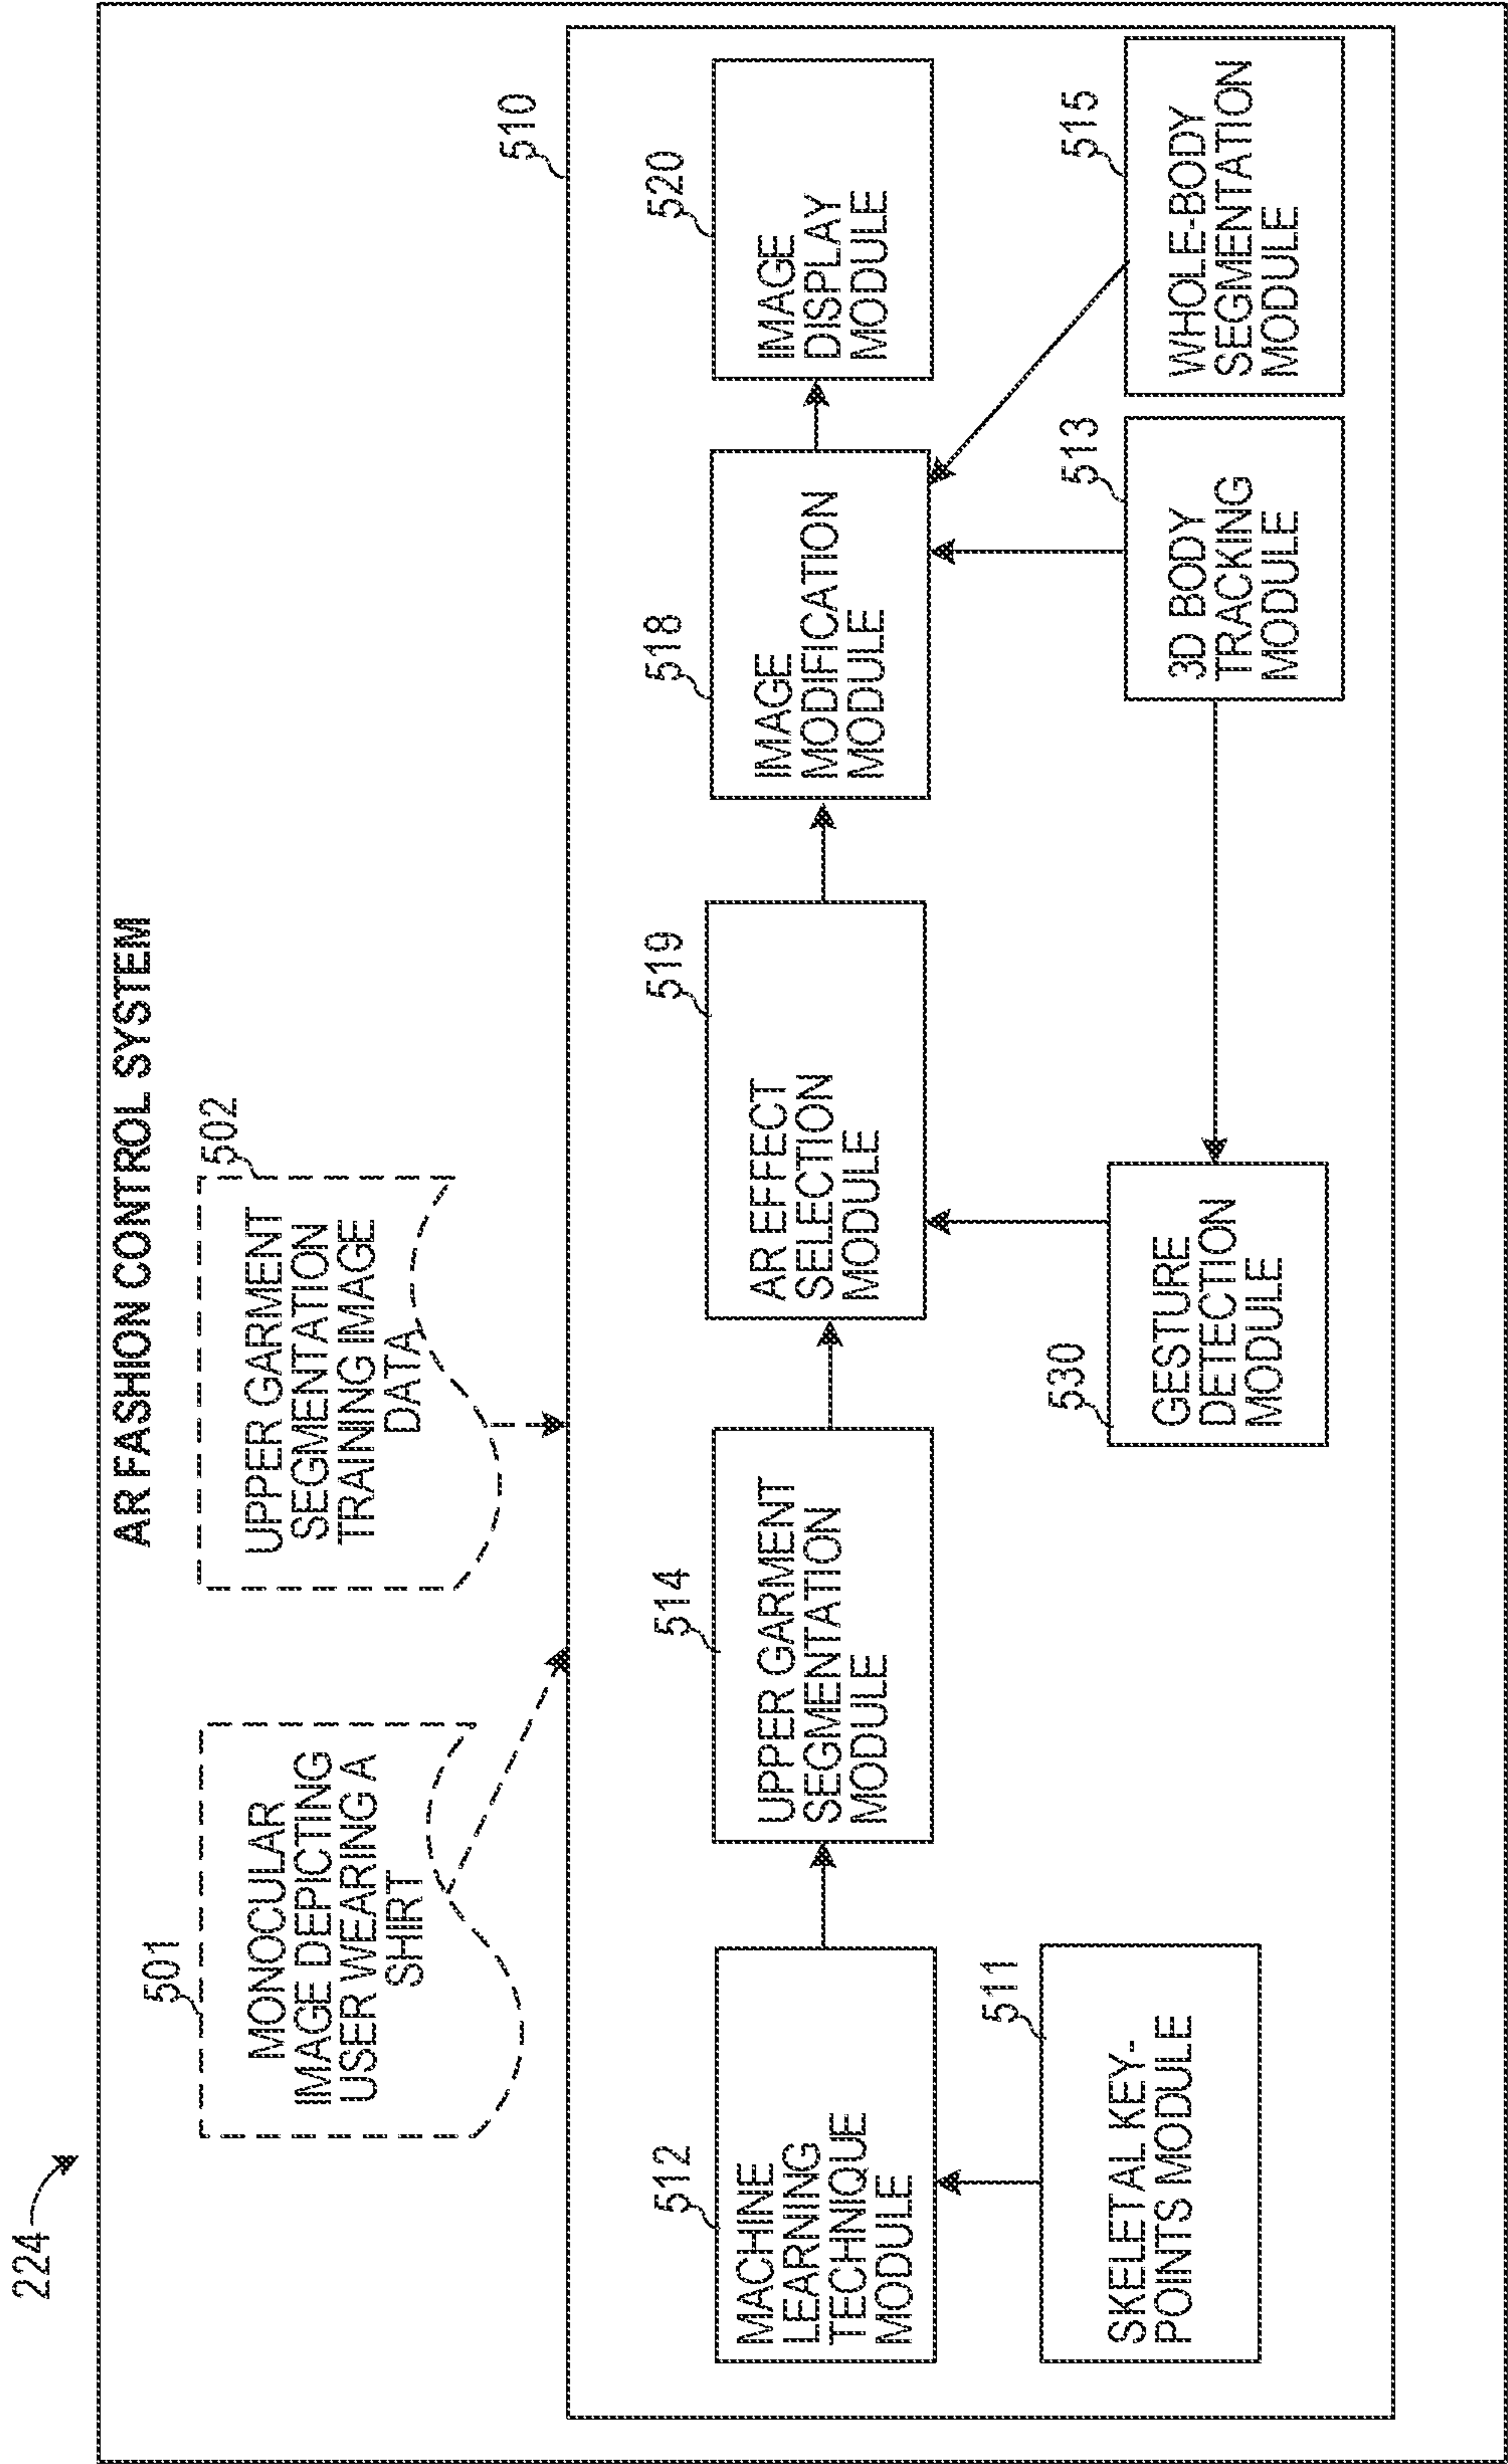 224
AR FASHION CONTROL SYSTEM
501
MONOCULAR
IMAGE DEPICTING
USER WEARING A
SHIRT
502
UPPER GARMENT
SEGMENTATION
TRAINING IMAGE
DATA
510
512
MACHINE
LEARNING
TECHNIQUE
MODULE
514
UPPER GARMENT
SEGMENTATION
MODULE
519
AR EFFECT
SELECTION
MODULE
518
IMAGE
MODIFICATION
MODULE
520
IMAGE
DISPLAY
MODULE
511
SKELETAL KEY-
POINTS MODULE
530
GESTURE
DETECTION
MODULE
513
3D BODY
TRACKING
MODULE
515
WHOLE-BODY
SEGMENTATION
MODULE